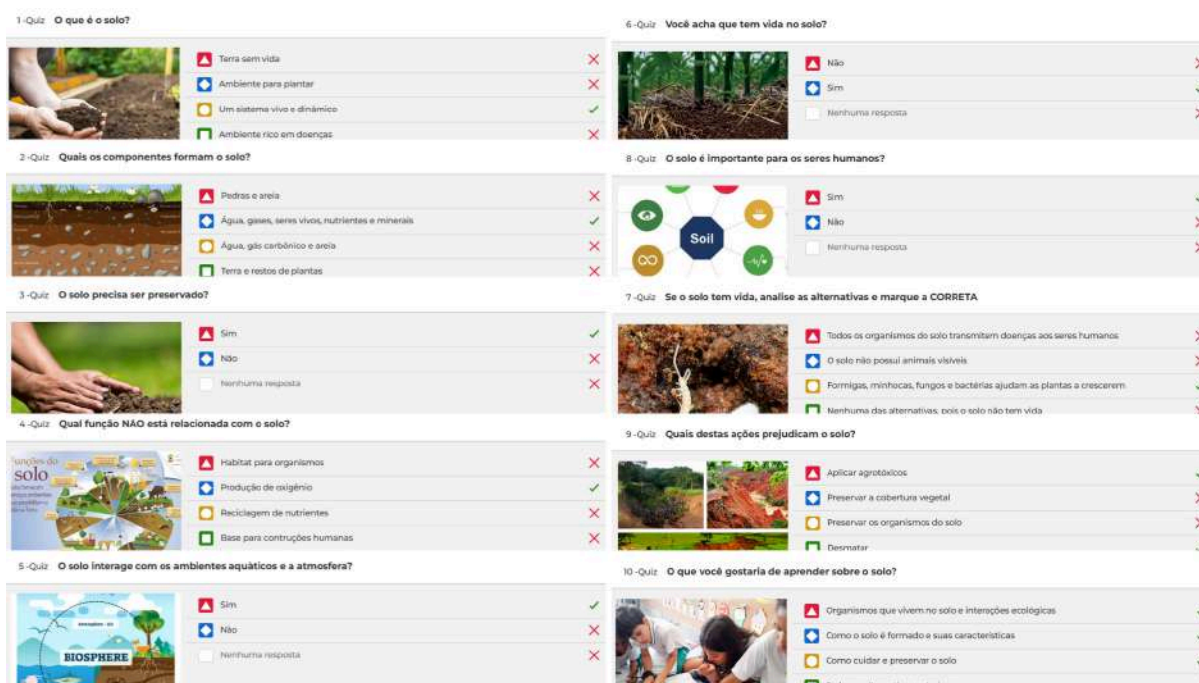 1-Quiz O que é o solo?
Terra sem vida
Ambiente para plantar
Um sistema vivo e dinâmico
Ambiente rico em doenças
2-Quiz Quais os componentes formam o solo?
Pedras e areia
Água, gases, seres vivos, nutrientes e minerais
Água, gás carbônico e areia
Terra e restos de plantas
3-Quiz O solo precisa ser preservado?
Sim
Não
Nenhuma resposta
4-Quiz Qual função NÃO está relacionada com o solo?
solo
Habitat para organismos
Produção de oxigênio
Reciclagem de nutrientes
Base para contruções humanas
5-Quiz O solo interage com os ambientes aquáticos e a atmosfera?
BIOSPHERE
Sim
Não
Nenhuma resposta
6-Quiz Você acha que tem vida no solo?
Não
Sim
Nenhuma resposta
8-Quiz O solo é importante para os seres humanos?
Soil
Sim
Não
Nenhuma resposta
7-Quiz Se o solo tem vida, analise as alternativas e marque a CORRETA
Todos os organismos do solo transmitem doenças aos seres humanos
O solo não possui animais visíveis
Formigas, minhocas, fungos e bactérias ajudam as plantas a crescerem
Nenhuma das alternativas, pois o solo não tem vida
9-Quiz Quais destas ações prejudicam o solo?
Aplicar agrotóxicos
Preservar a cobertura vegetal
Preservar os organismos do solo
Desmatar
10-Quiz O que você gostaria de aprender sobre o solo?
Organismos que vivem no solo e interações ecológicas
Como o solo é formado e suas características
Como cuidar e preservar o solo